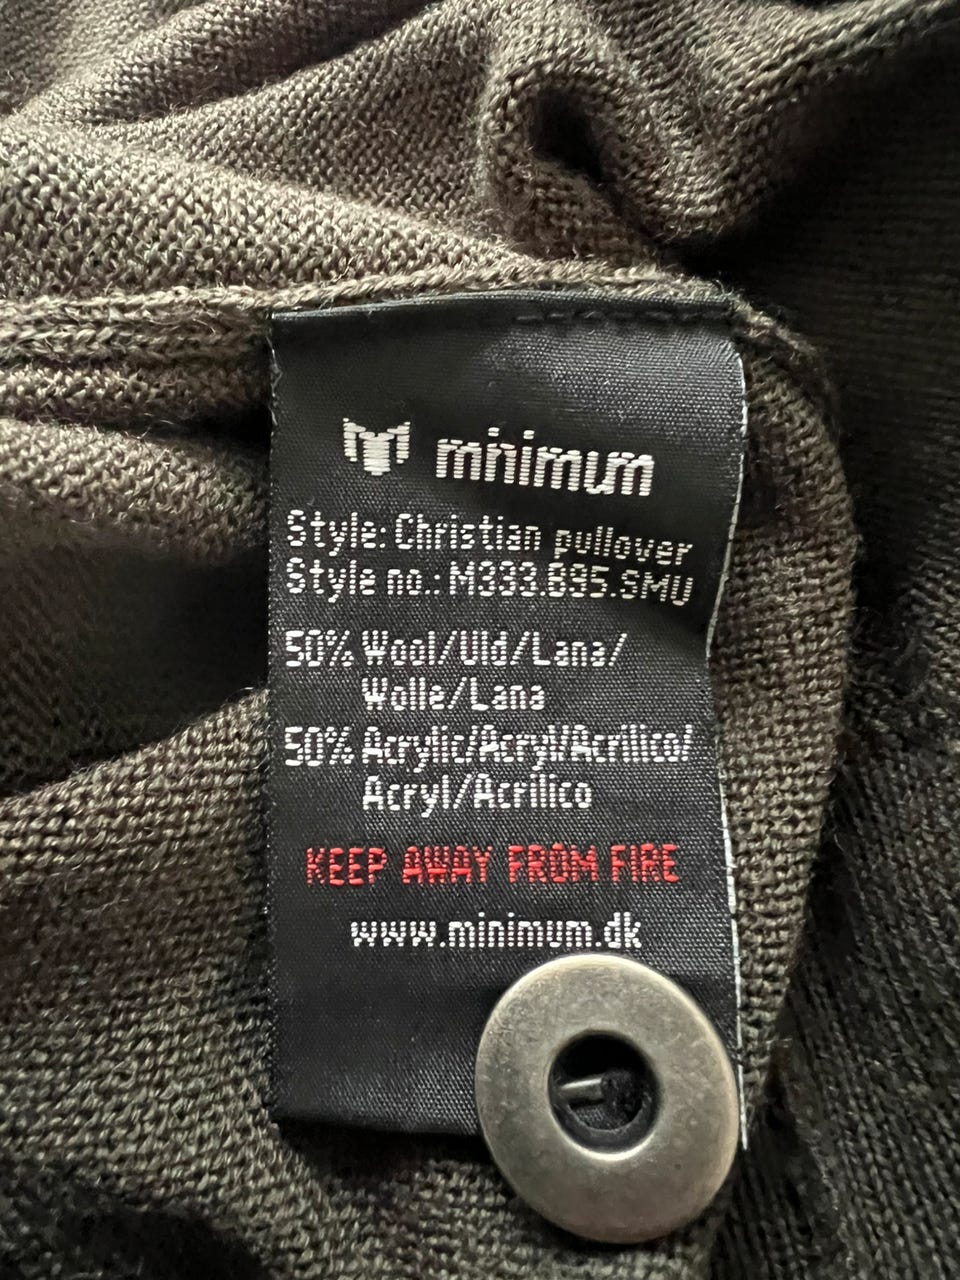 minimum
Style: Christian pullover
Style no.: M333.B95.SMU
50% Wool/Uld/Lana/
Wolle/Lana
50% Acrylic/Acryl/Acrilico/
Acryl/Acrilico
KEEP AWAY FROM FIRE
www.minimum.dk